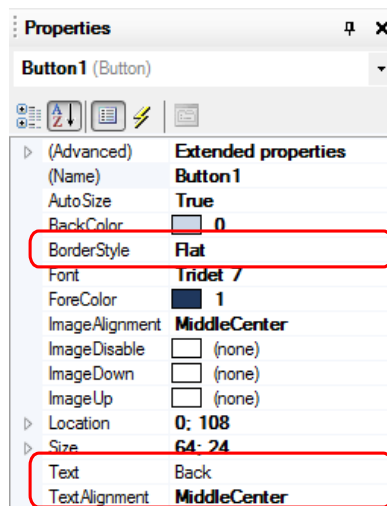 Properties
Button1 (Button)
(Advanced) Extended properties
(Name) Button1
AutoSize True
BackColor 0
BorderStyle Flat
Font Tridet 7
ForeColor 1
ImageAlignment MiddleCenter
ImageDisable (none)
ImageDown (none)
ImageUp (none)
Location 0; 108
Size 64; 24
Text Back
TextAlignment MiddleCenter